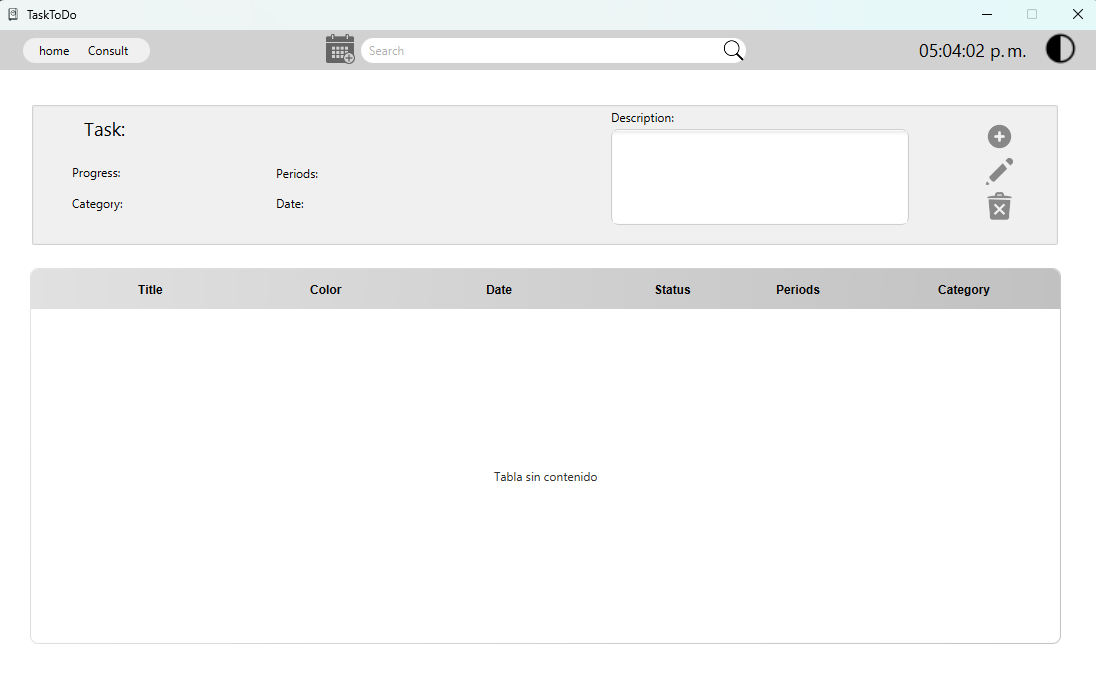 TaskToDo
home Consult Search 05:04:02 p. m.
Task:
Description:
Progress: Periods:
Category: Date:
Title Color Date Status Periods Category
Tabla sin contenido